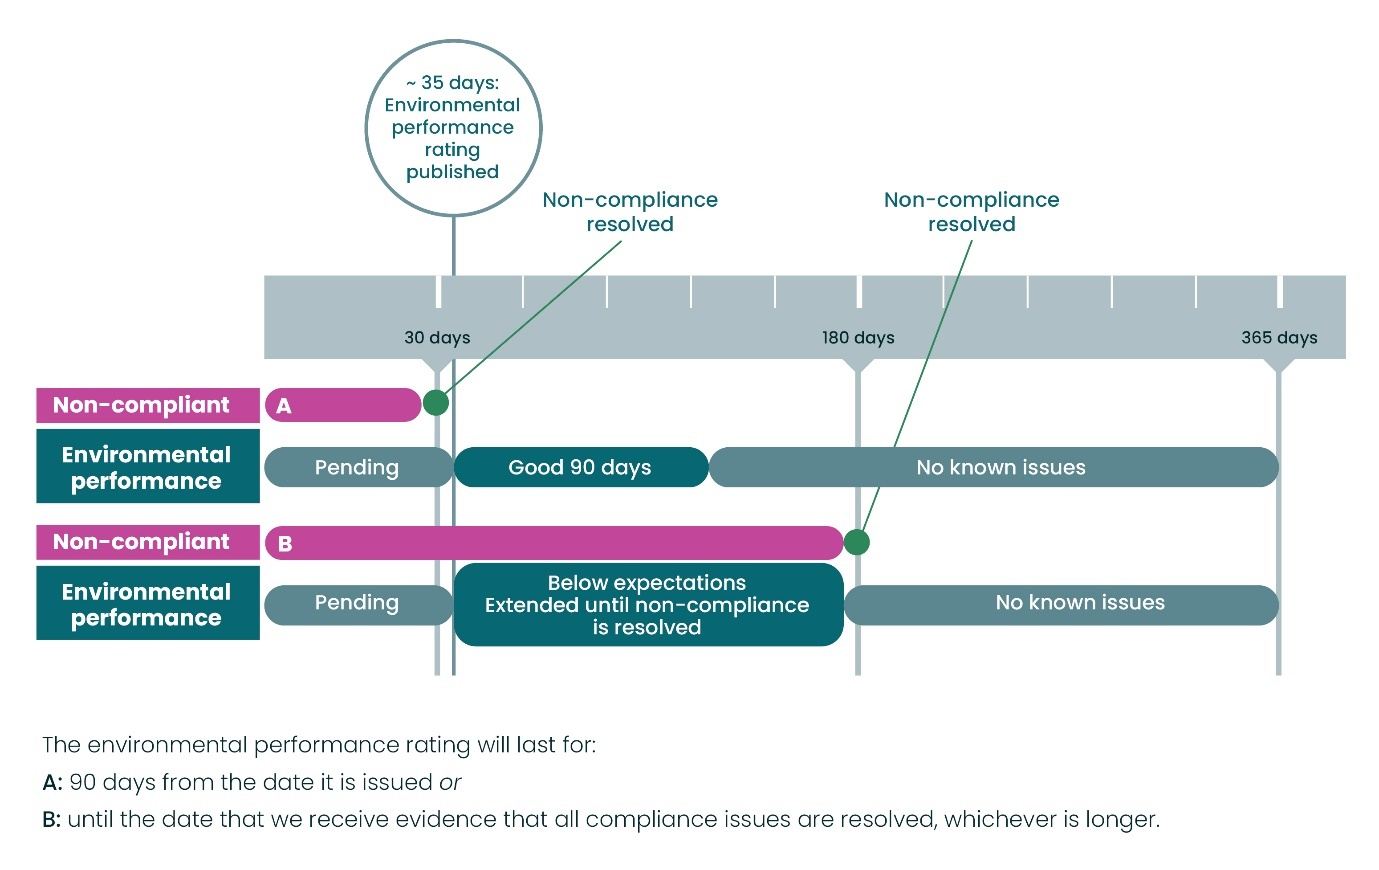 ~ 35 days:
Environmental
performance
rating
published
Non-compliance
resolved
Non-compliance
resolved
30 days
180 days
365 days
Non-compliant
A
Environmental
performance
Pending
Good 90 days
No known issues
Non-compliant
B
Environmental
performance
Pending
Below expectations
Extended until non-compliance
is resolved
No known issues
The environmental performance rating will last for:
A: 90 days from the date it is issued or
B: until the date that we receive evidence that all compliance issues are resolved, whichever is longer.